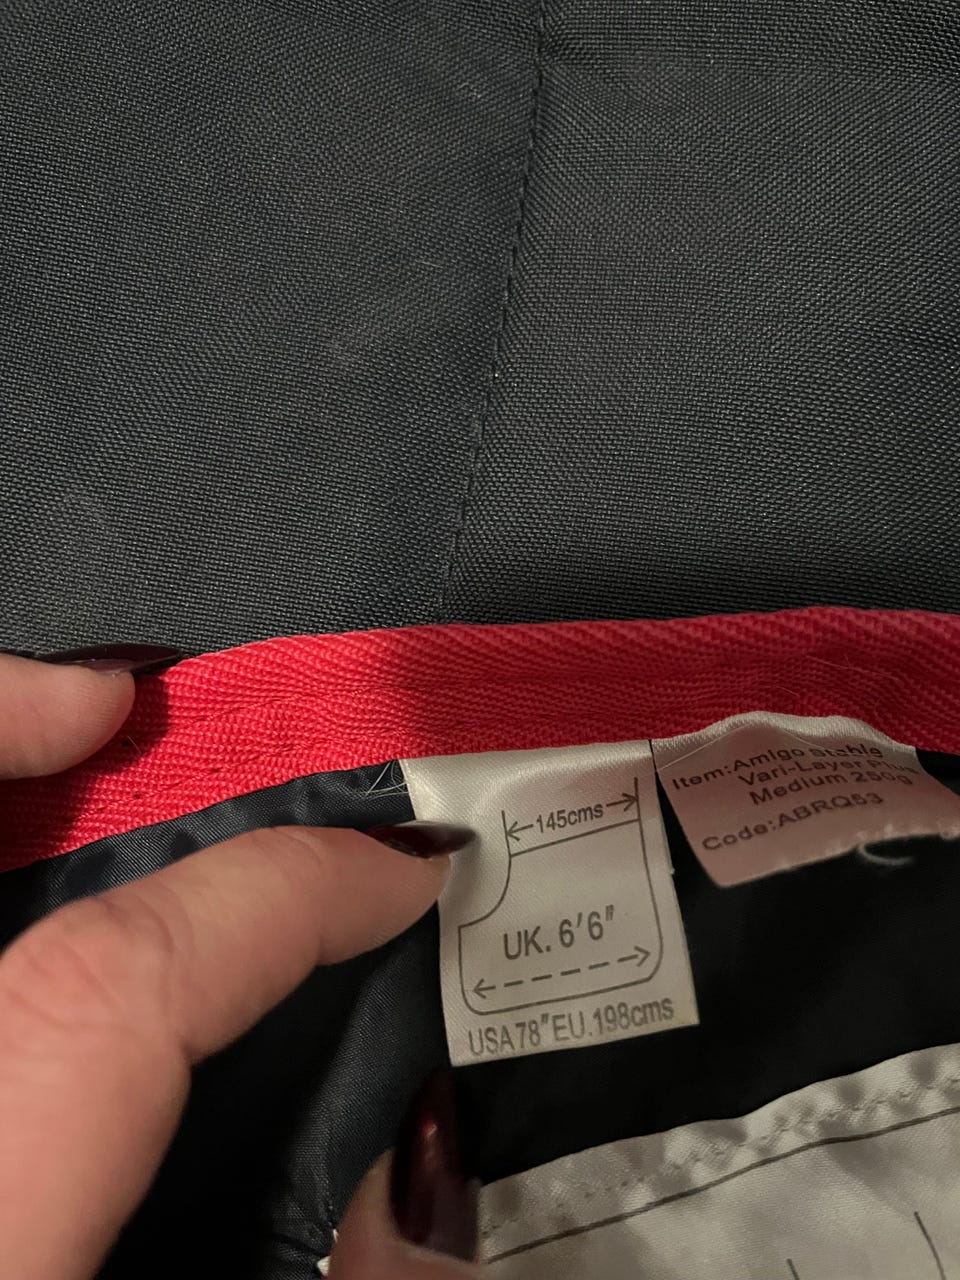 145cms
UK. 6'6"
USA78"EU.198cms
Item:Amigo Stable
Vari-Layer Plus
Medium 250g
Code:ABRQ53